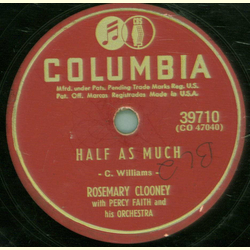 COLUMBIA
Mfrd. under Pats. Pending Trade Marks Reg. U.S.
Pat. Off. Marcas Registradas Made in U.S.A.
39710
(CO 47040)
HALF AS MUCH
- C. Williams -
ROSEMARY CLOONEY
with PERCY FAITH and
his ORCHESTRA